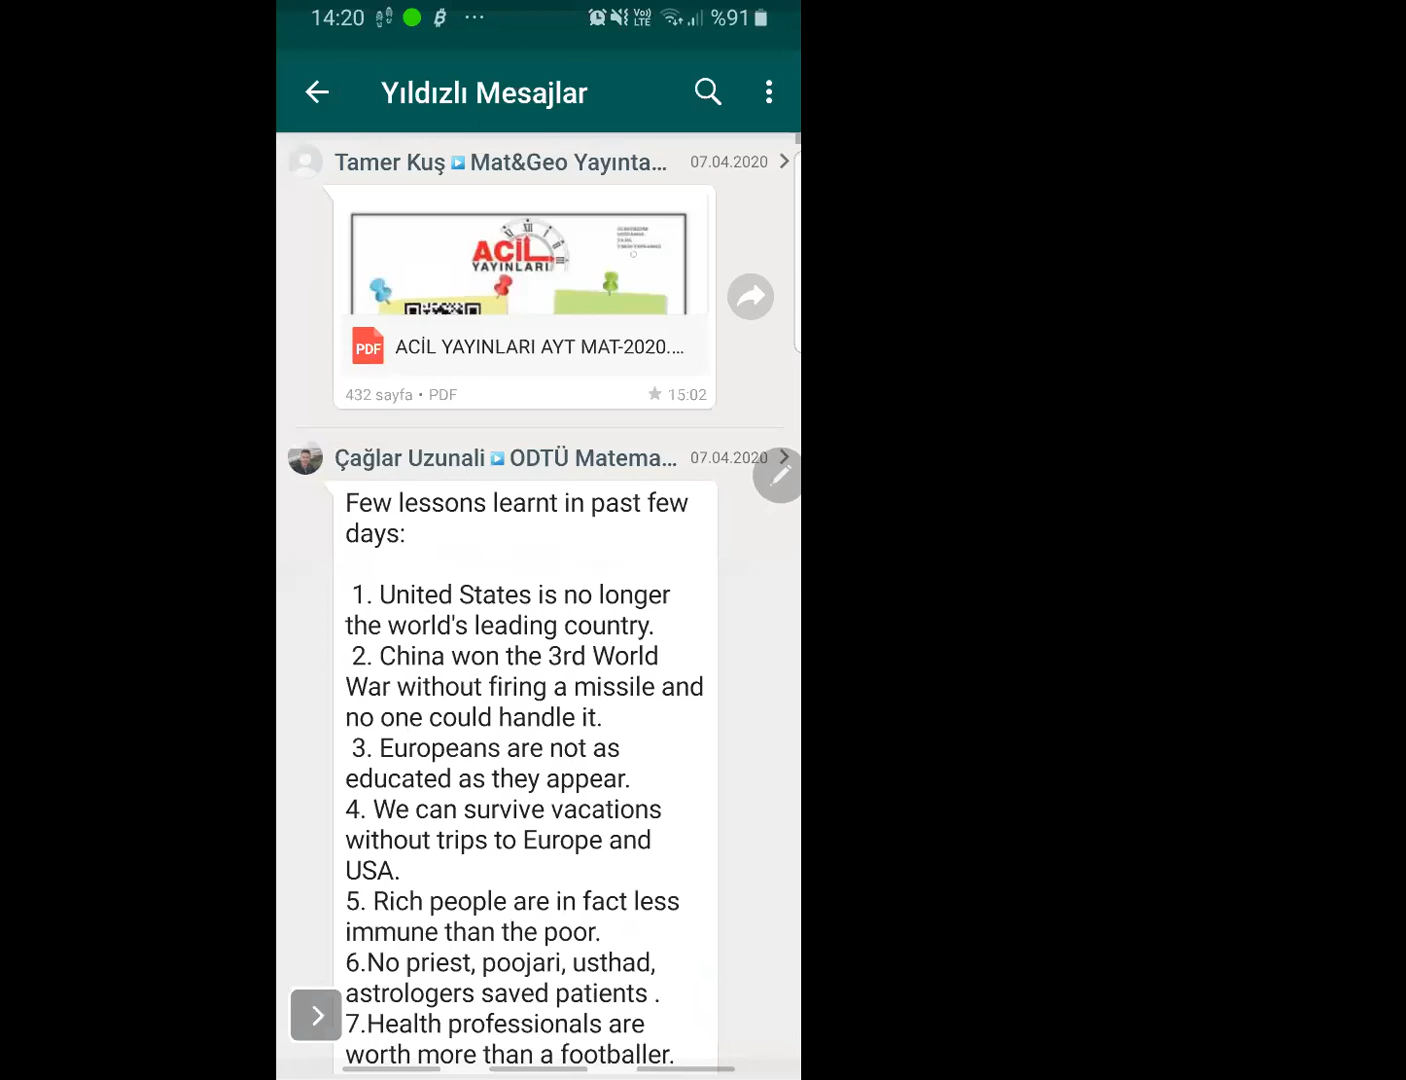 14:20 ... Vo)) LTE %91
Yıldızlı Mesajlar
Tamer Kuş ▶ Mat&Geo Yayınta... 07.04.2020
XII
ACİL
YAYINLARI
PDF ACİL YAYINLARI AYT MAT-2020....
432 sayfa • PDF ★ 15:02
Çağlar Uzunali ▶ ODTÜ Matema... 07.04.2020
Few lessons learnt in past few
days:
1. United States is no longer
the world's leading country.
2. China won the 3rd World
War without firing a missile and
no one could handle it.
3. Europeans are not as
educated as they appear.
4. We can survive vacations
without trips to Europe and
USA.
5. Rich people are in fact less
immune than the poor.
6.No priest, poojari, usthad,
astrologers saved patients .
7.Health professionals are
worth more than a footballer.